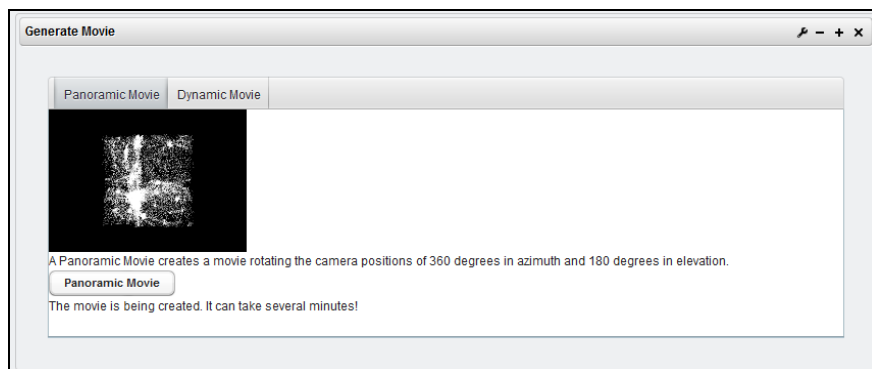 Generate Movie
Panoramic Movie Dynamic Movie
A Panoramic Movie creates a movie rotating the camera positions of 360 degrees in azimuth and 180 degrees in elevation.
Panoramic Movie
The movie is being created. It can take several minutes!